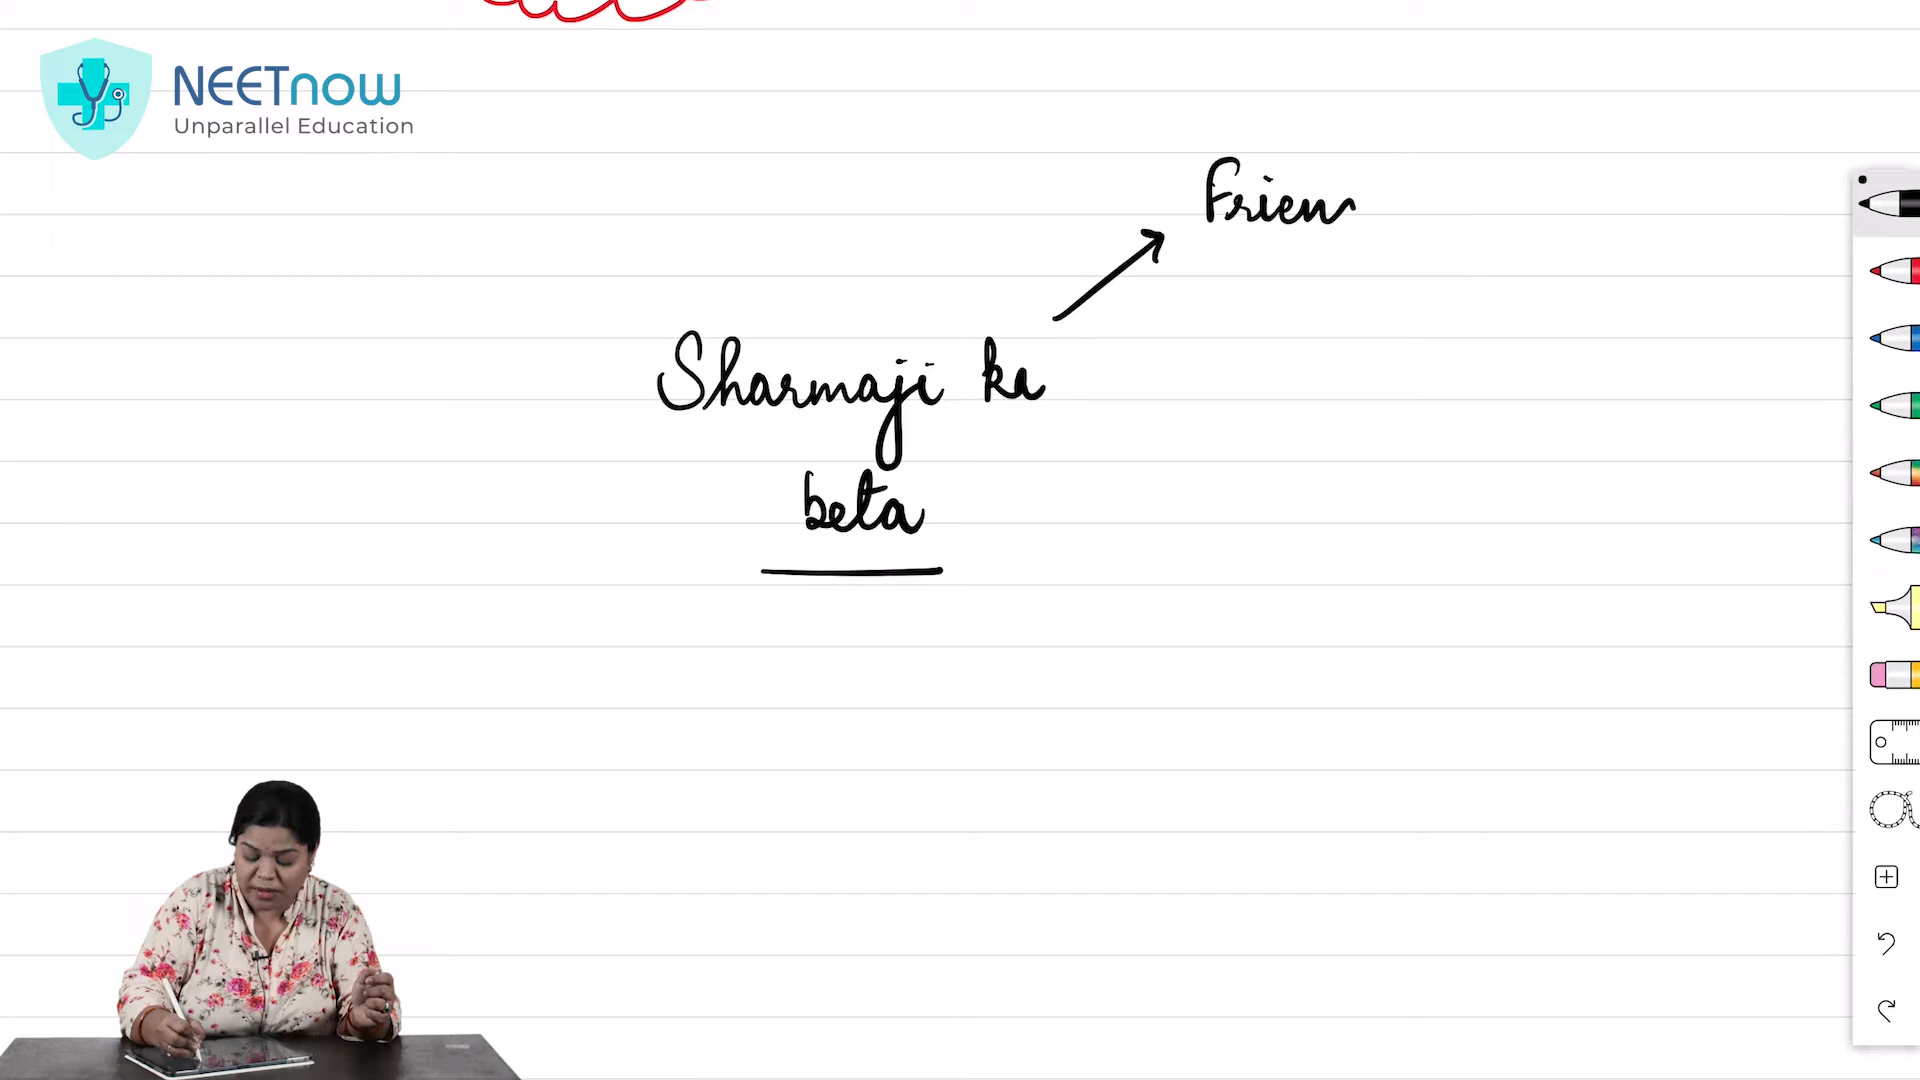 NEETnow
Unparallel Education
Frien
Sharmaji ka
beta